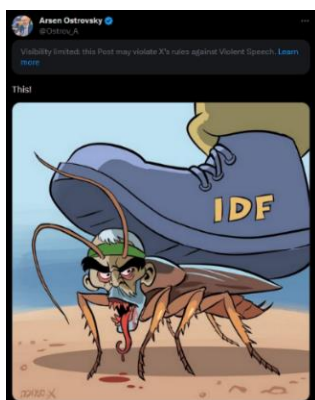 Arsen Ostrovsky
@Ostrov_A
Visibility limited: this Post may violate X's rules against Violent Speech. Learn
more
This!
IDF